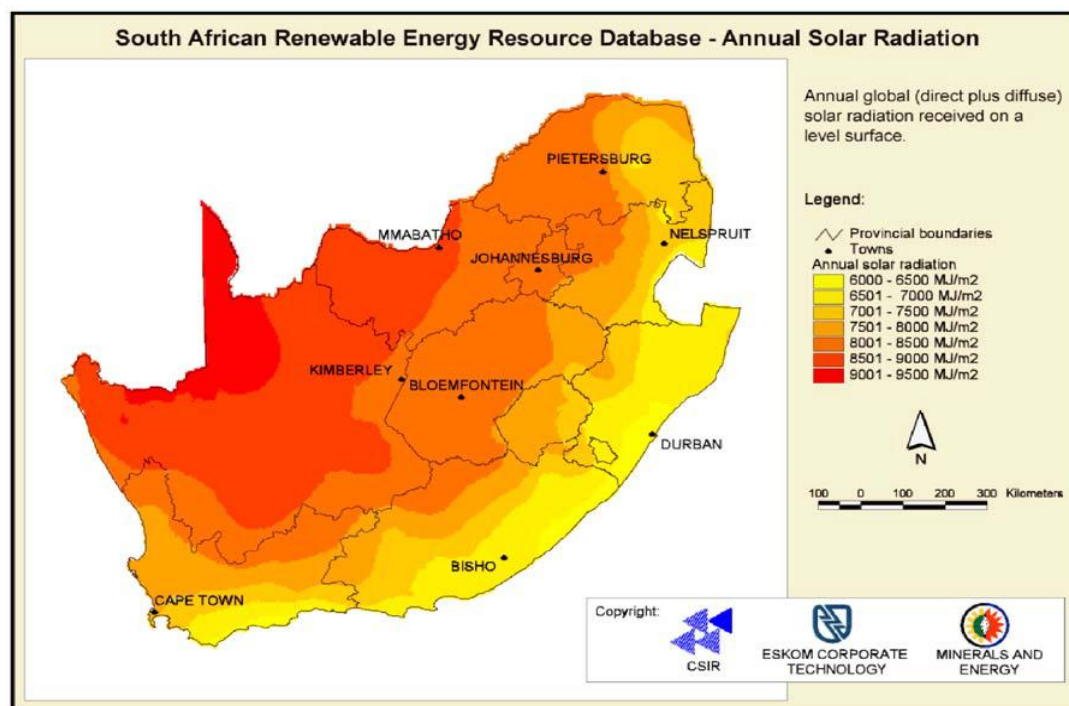 South African Renewable Energy Resource Database - Annual Solar Radiation
Annual global (direct plus diffuse)
solar radiation received on a
level surface.
Legend:
Provincial boundaries
Towns
Annual solar radiation
6000 - 6500 MJ/m2
6501 - 7000 MJ/m2
7001 - 7500 MJ/m2
7501 - 8000 MJ/m2
8001 - 8500 MJ/m2
8501 - 9000 MJ/m2
9001 - 9500 MJ/m2
N
100 0 100 200 300 Kilometers
PIETERSBURG
MMABATHO
NELSPRUIT
JOHANNESBURG
KIMBERLEY
BLOEMFONTEIN
DURBAN
BISHO
CAPE TOWN
Copyright:
CSIR
ESKOM CORPORATE
TECHNOLOGY
MINERALS AND
ENERGY